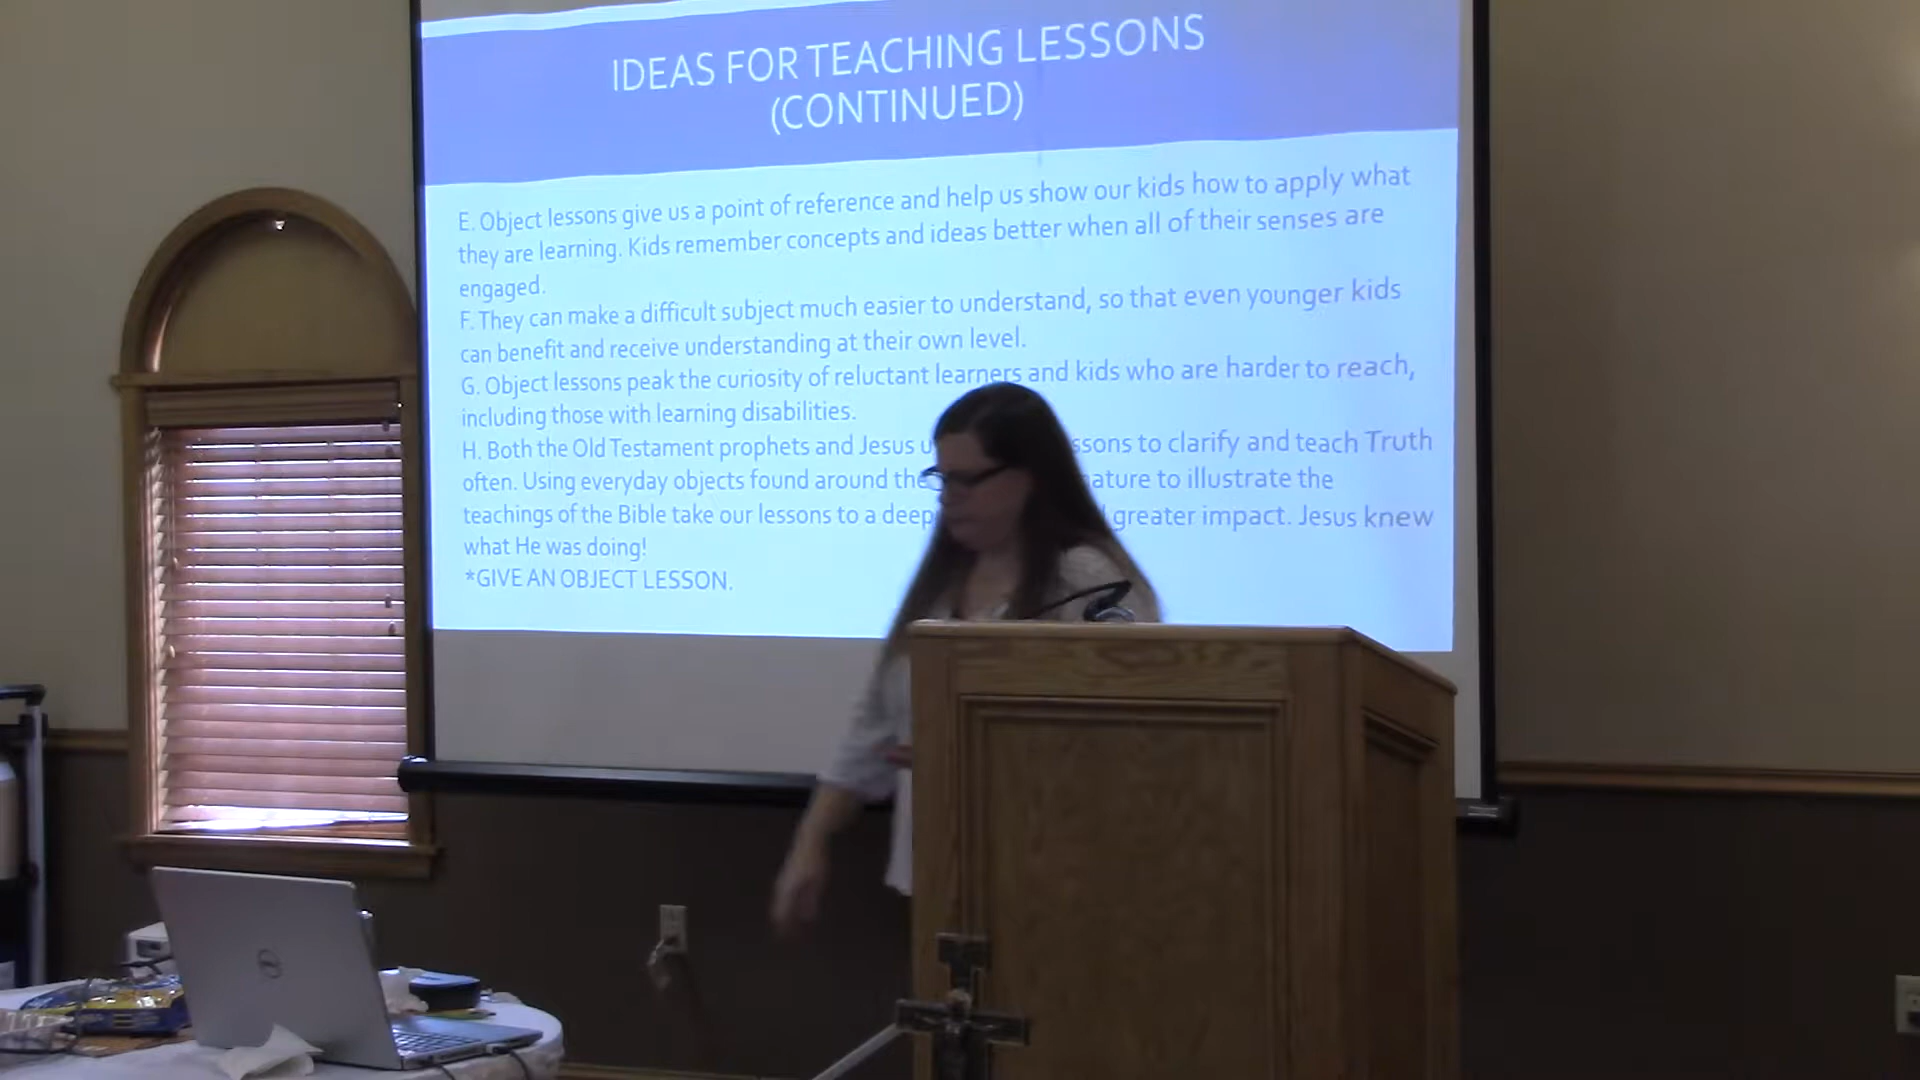 IDEAS FOR TEACHING LESSONS
(CONTINUED)
E. Object lessons give us a point of reference and help us show our kids how to apply what
they are learning. Kids remember concepts and ideas better when all of their senses are
engaged.
F. They can make a difficult subject much easier to understand, so that even younger kids
can benefit and receive understanding at their own level.
G. Object lessons peak the curiosity of reluctant learners and kids who are harder to reach,
including those with learning disabilities.
H. Both the Old Testament prophets and Jesus u ssons to clarify and teach Truth
often. Using everyday objects found around the ature to illustrate the
teachings of the Bible take our lessons to a deep greater impact. Jesus knew
what He was doing!
*GIVE AN OBJECT LESSON.
DELL